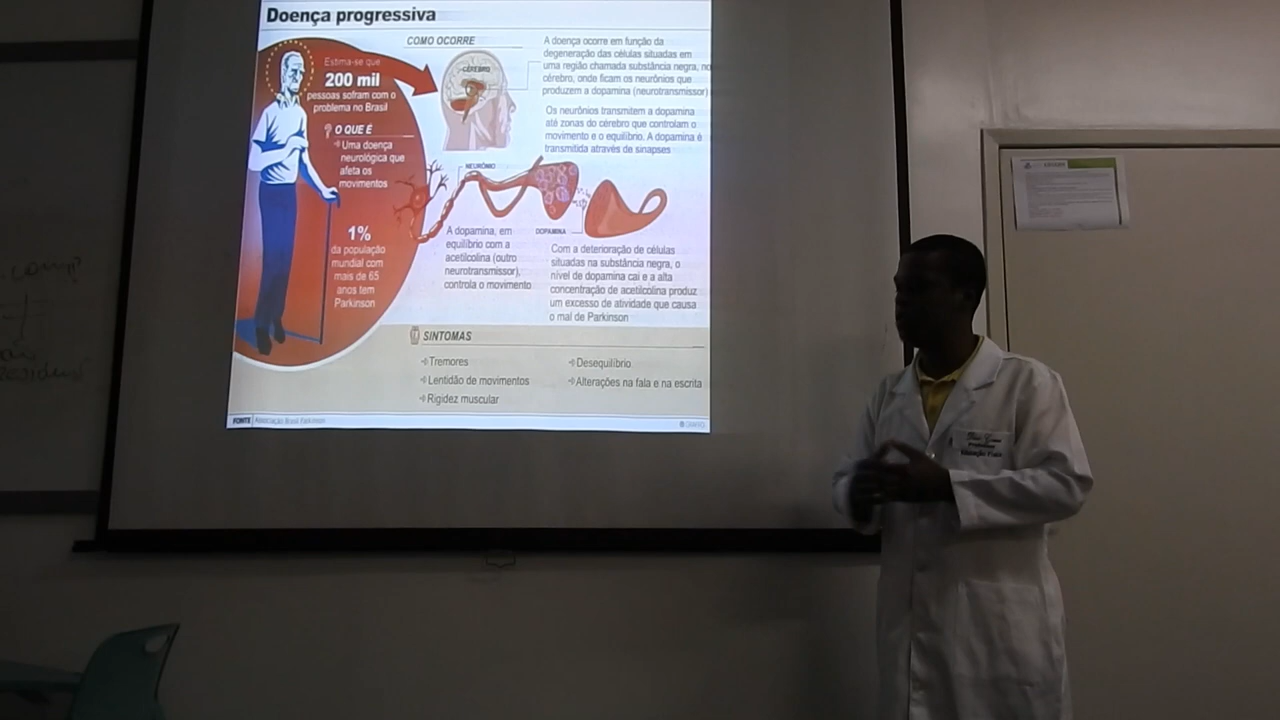 Doença progressiva
Estima-se que
200 mil
pessoas sofram com o
problema no Brasil
O QUE É
Uma doença
neurológica que
afeta os
movimentos
1%
da população
mundial com
mais de 65
anos tem
Parkinson
COMO OCORRE
CÉREBRO
A doença ocorre em função da
degeneração das células situadas em
uma região chamada substância negra, no
cérebro, onde ficam os neurônios que
produzem a dopamina (neurotransmissor)
Os neurônios transmitem a dopamina
até zonas do cérebro que controlam o
movimento e o equilíbrio. A dopamina é
transmitida através de sinapses
NEURÔNIO
DOPAMINA
A dopamina, em
equilíbrio com a
acetilcolina (outro
neurotransmissor),
controla o movimento
Com a deterioração de células
situadas na substância negra, o
nível de dopamina cai e a alta
concentração de acetilcolina produz
um excesso de atividade que causa
o mal de Parkinson
SINTOMAS
Tremores
Lentidão de movimentos
Rigidez muscular
Desequilíbrio
Alterações na fala e na escrita
FONTE Associação Brasil Parkinson